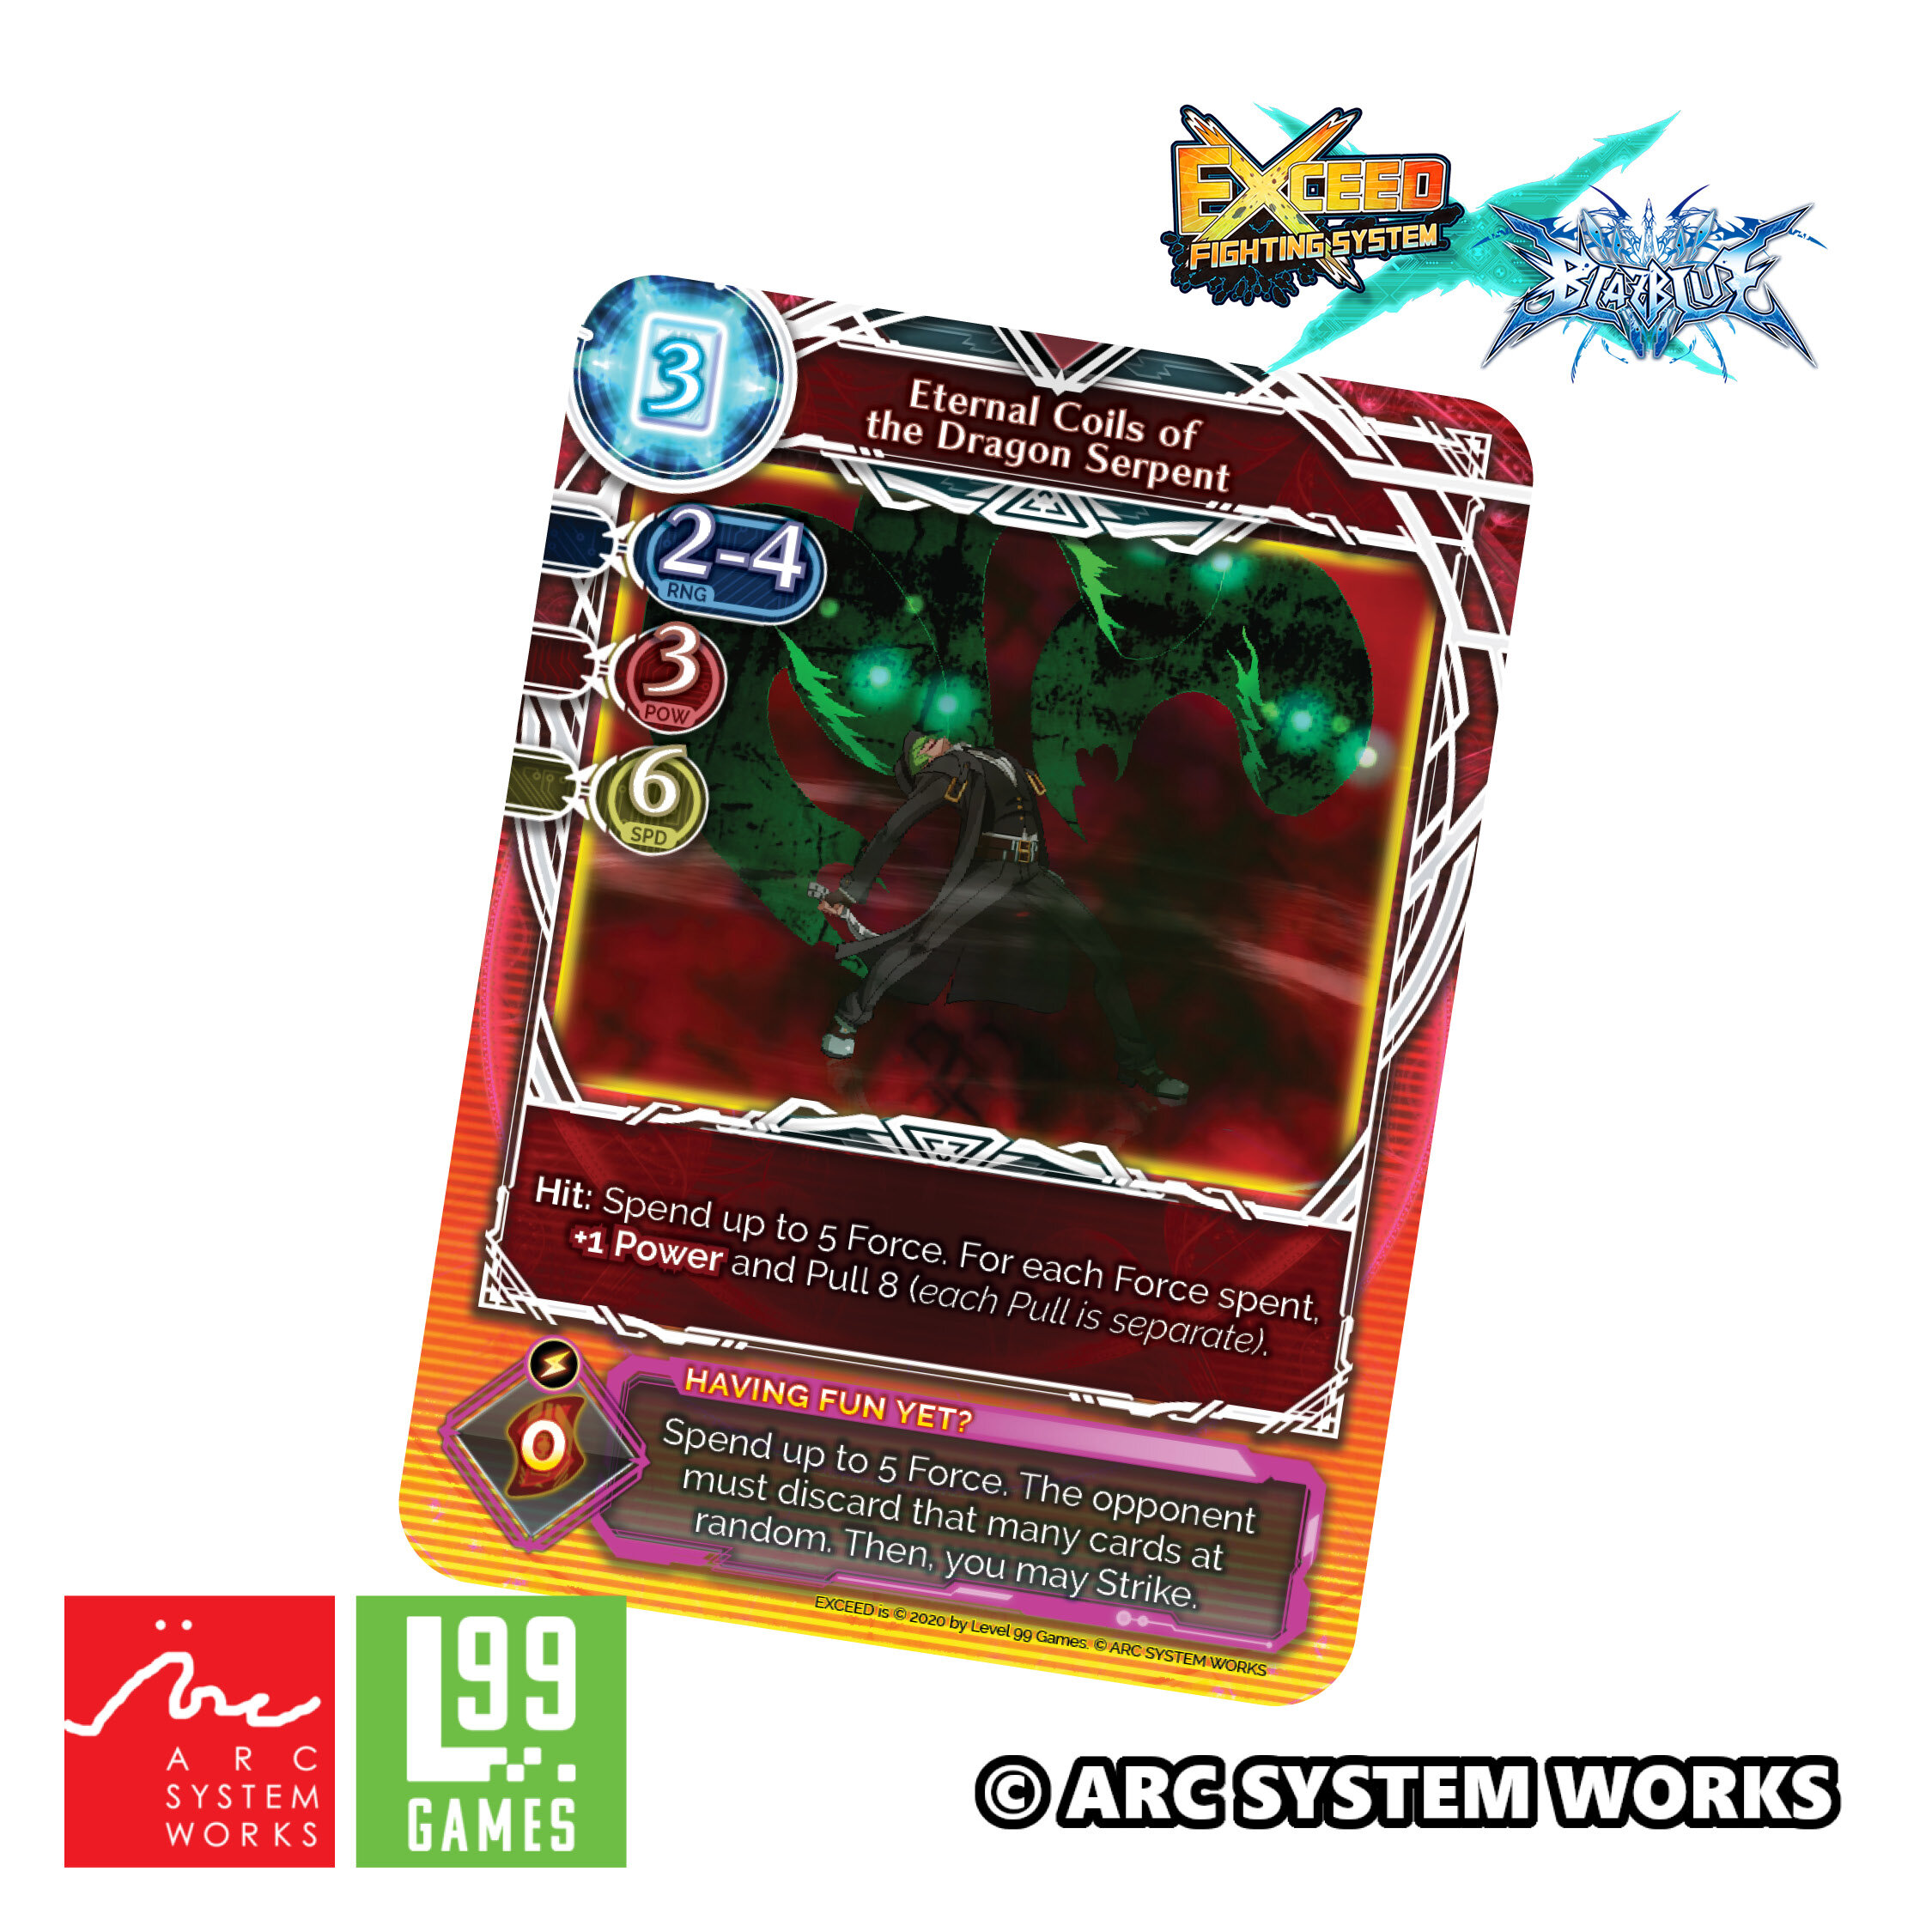 EXCEED
FIGHTING SYSTEM
BLAZBLUE
3
Eternal Coils of
the Dragon Serpent
2-4
RNG
3
POW
6
SPD
Hit: Spend up to 5 Force. For each Force spent,
+1 Power and Pull 8 (each Pull is separate).
HAVING FUN YET?
0
Spend up to 5 Force. The opponent
must discard that many cards at
random. Then, you may Strike.
EXCEED is © 2020 by Level 99 Games. © ARC SYSTEM WORKS
Arc
ARC
SYSTEM
WORKS
L99
GAMES
© ARC SYSTEM WORKS